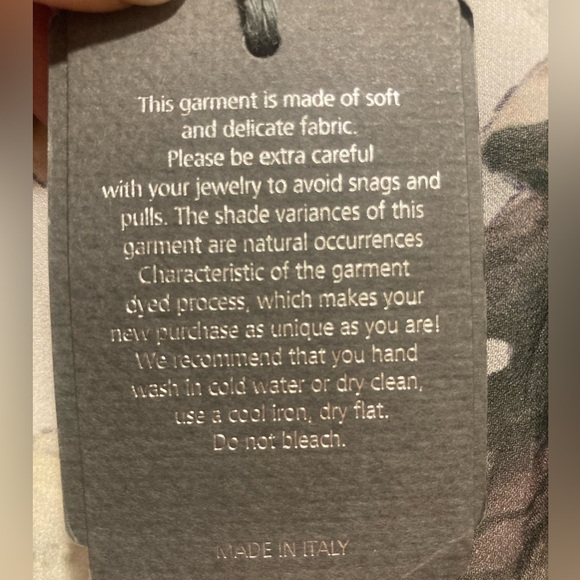 This garment is made of soft
and delicate fabric.
Please be extra careful
with your jewelry to avoid snags and
pulls. The shade variances of this
garment are natural occurrences
Characteristic of the garment
dyed process, which makes your
new purchase as unique as you are!
We recommend that you hand
wash in cold water or dry clean,
use a cool iron, dry flat.
Do not bleach.
MADE IN ITALY